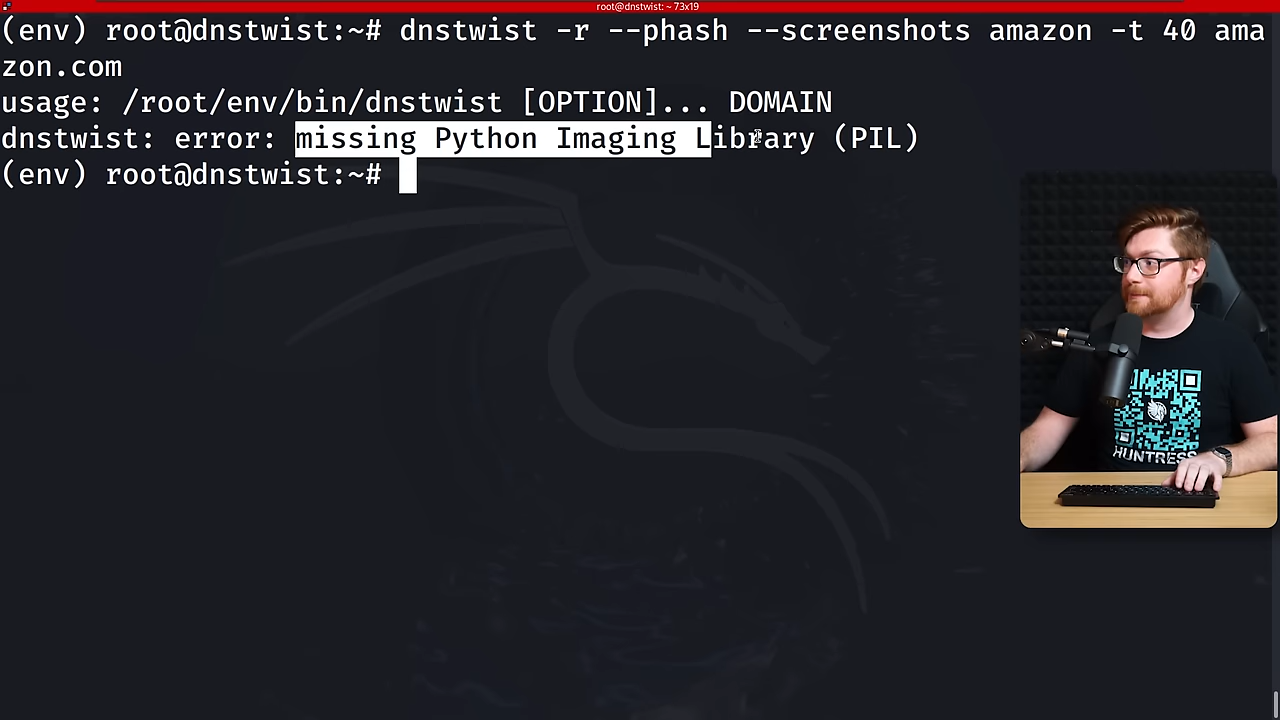 root@dnstwist: ~ 73x19
(env) root@dnstwist:~# dnstwist -r --phash --screenshots amazon -t 40 ama
zon.com
usage: /root/env/bin/dnstwist [OPTION]... DOMAIN
dnstwist: error: missing Python Imaging Library (PIL)
(env) root@dnstwist:~#
HUNTRESS